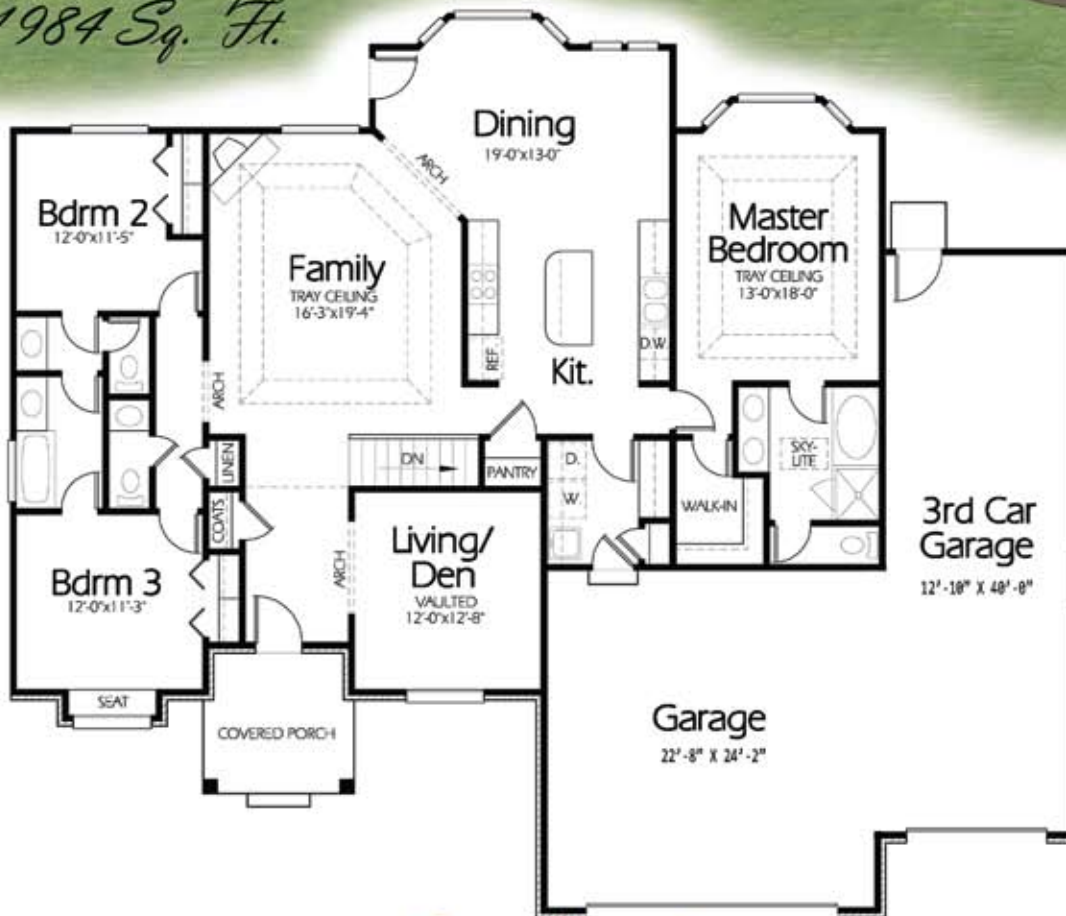 1984 Sq. Ft.
Dining
19'-0"x13'-0"
ARCH
Bdrm 2
12'-0"x11'-5"
Family
TRAY CEILING
16'-3"x19'-4"
Master
Bedroom
TRAY CEILING
13'-0"x18'-0"
D.W.
REF.
Kit.
ARCH
LINEN
DN
PANTRY
D.
W.
SKY-
LITE
WALK-IN
COATS
ARCH
Living/
Den
VAULTED
12'-0"x12'-8"
3rd Car
Garage
12'-10" X 40'-0"
Bdrm 3
12'-0"x11'-3"
SEAT
COVERED PORCH
Garage
22'-8" X 24'-2"